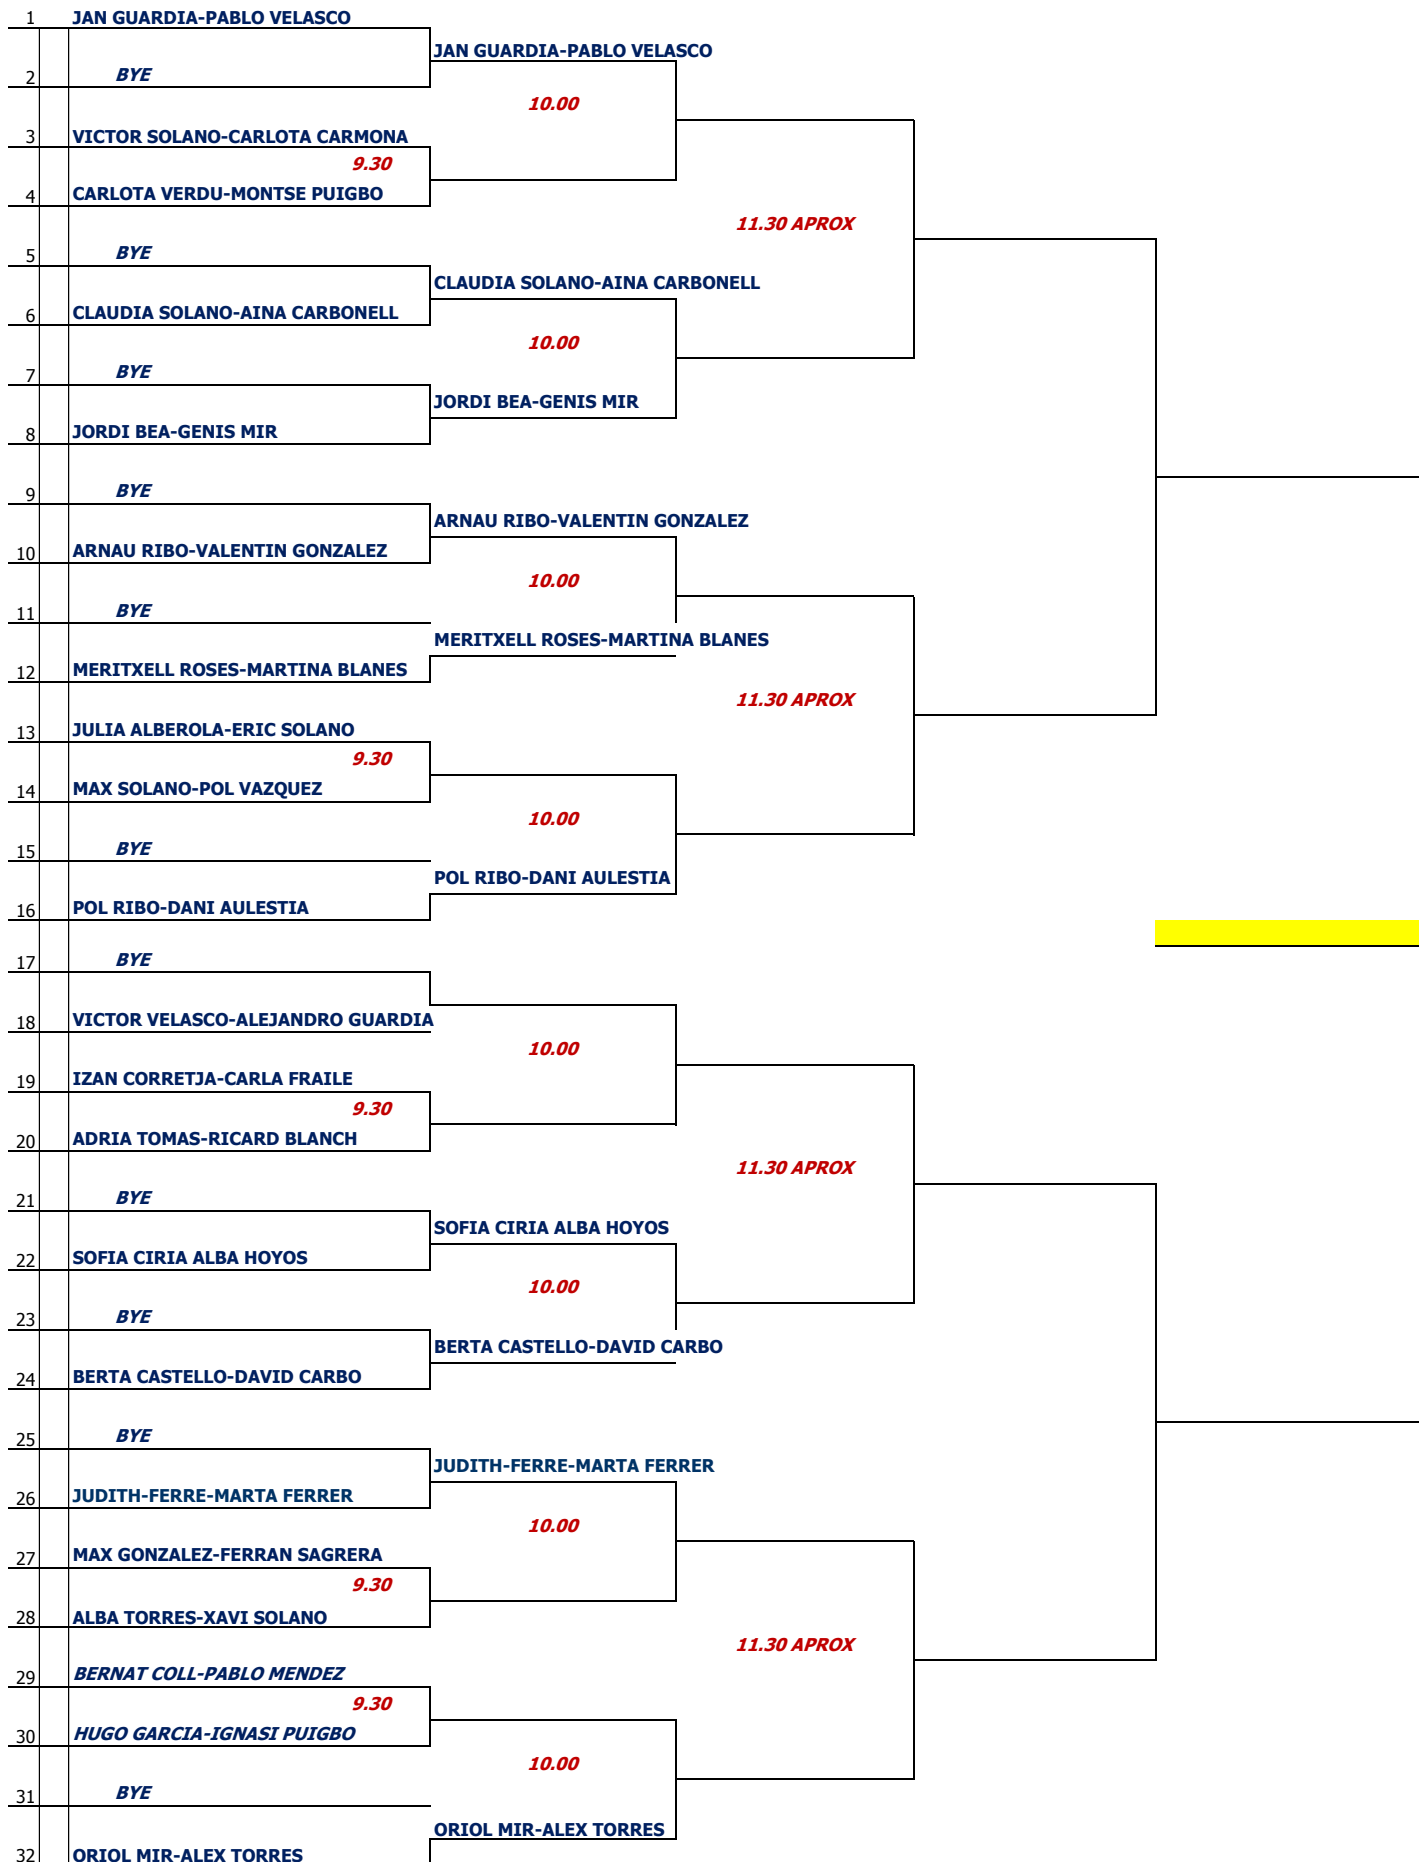 1 JAN GUARDIA-PABLO VELASCO
JAN GUARDIA-PABLO VELASCO
2 BYE
10.00
3 VICTOR SOLANO-CARLOTA CARMONA
9.30
4 CARLOTA VERDU-MONTSE PUIGBO
11.30 APROX
5 BYE
CLAUDIA SOLANO-AINA CARBONELL
6 CLAUDIA SOLANO-AINA CARBONELL
10.00
7 BYE
JORDI BEA-GENIS MIR
8 JORDI BEA-GENIS MIR
9 BYE
ARNAU RIBO-VALENTIN GONZALEZ
10 ARNAU RIBO-VALENTIN GONZALEZ
10.00
11 BYE
MERITXELL ROSES-MARTINA BLANES
12 MERITXELL ROSES-MARTINA BLANES
11.30 APROX
13 JULIA ALBEROLA-ERIC SOLANO
9.30
14 MAX SOLANO-POL VAZQUEZ
10.00
15 BYE
POL RIBO-DANI AULESTIA
16 POL RIBO-DANI AULESTIA
17 BYE
18 VICTOR VELASCO-ALEJANDRO GUARDIA
10.00
19 IZAN CORRETJA-CARLA FRAILE
9.30
20 ADRIA TOMAS-RICARD BLANCH
11.30 APROX
21 BYE
SOFIA CIRIA ALBA HOYOS
22 SOFIA CIRIA ALBA HOYOS
10.00
23 BYE
BERTA CASTELLO-DAVID CARBO
24 BERTA CASTELLO-DAVID CARBO
25 BYE
JUDITH-FERRE-MARTA FERRER
26 JUDITH-FERRE-MARTA FERRER
10.00
27 MAX GONZALEZ-FERRAN SAGRERA
9.30
28 ALBA TORRES-XAVI SOLANO
11.30 APROX
29 BERNAT COLL-PABLO MENDEZ
9.30
30 HUGO GARCIA-IGNASI PUIGBO
10.00
31 BYE
ORIOL MIR-ALEX TORRES
32 ORIOL MIR-ALEX TORRES